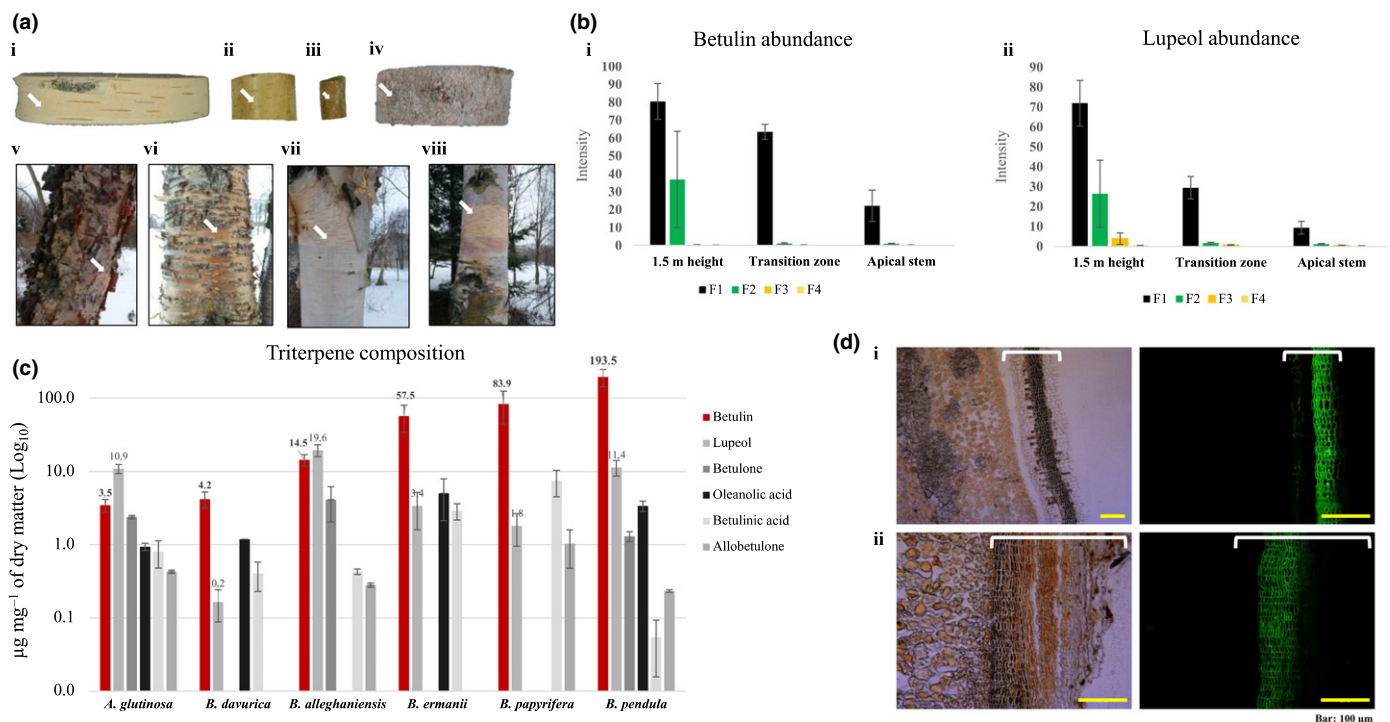 (a)
i ii iii iv
v vi vii viii
(b)
i Betulin abundance
Intensity
100
90
80
70
60
50
40
30
20
10
0
1.5 m height Transition zone Apical stem
F1 F2 F3 F4
ii Lupeol abundance
Intensity
90
80
70
60
50
40
30
20
10
0
1.5 m height Transition zone Apical stem
F1 F2 F3 F4
(c)
Triterpene composition
µg mg⁻¹ of dry matter (Log₁₀)
100.0
10.0
1.0
0.1
0.0
3.5 10.9
4.2 0.2
14.5 19.6
57.5 3.4
83.9 1.8
193.5 11.4
A. glutinosa B. davurica B. alleghaniensis B. ermanii B. papyrifera B. pendula
Betulin
Lupeol
Betulone
Oleanolic acid
Betulinic acid
Allobetulone
(d)
i
ii
Bar: 100 um